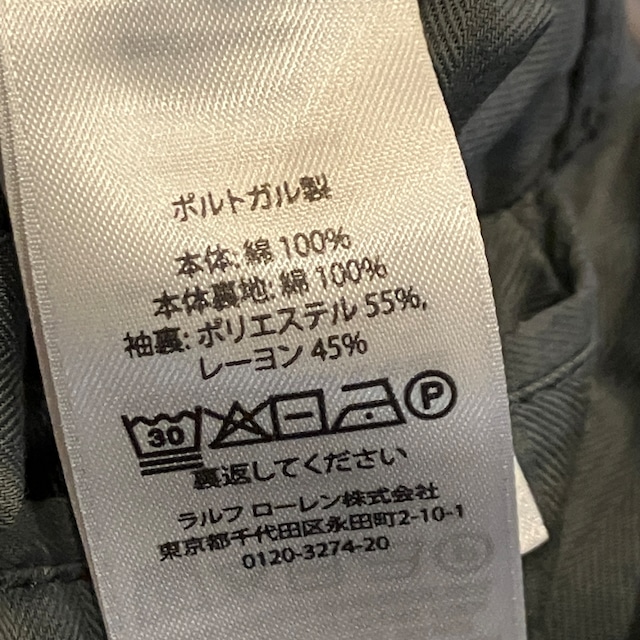 ポルトガル製
本体: 綿 100%
本体裏地: 綿 100%
袖裏: ポリエステル 55%,
レーヨン 45%
30
P
裏返してください
ラルフ ローレン株式会社
東京都千代田区永田町2-10-1
0120-3274-20